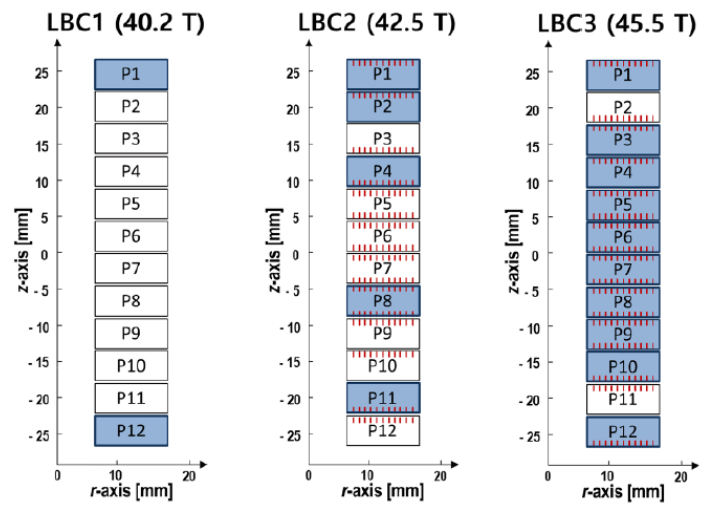 LBC1 (40.2 T)
z-axis [mm]
25
20
15
10
5
0
- 5
- 10
- 15
- 20
- 25
P1
P2
P3
P4
P5
P6
P7
P8
P9
P10
P11
P12
0
10
20
r-axis [mm]
LBC2 (42.5 T)
z-axis [mm]
25
20
15
10
5
0
- 5
- 10
- 15
- 20
- 25
P1
P2
P3
P4
P5
P6
P7
P8
P9
P10
P11
P12
0
10
20
r-axis [mm]
LBC3 (45.5 T)
z-axis [mm]
25
20
15
10
5
0
- 5
- 10
- 15
- 20
- 25
P1
P2
P3
P4
P5
P6
P7
P8
P9
P10
P11
P12
0
10
20
r-axis [mm]